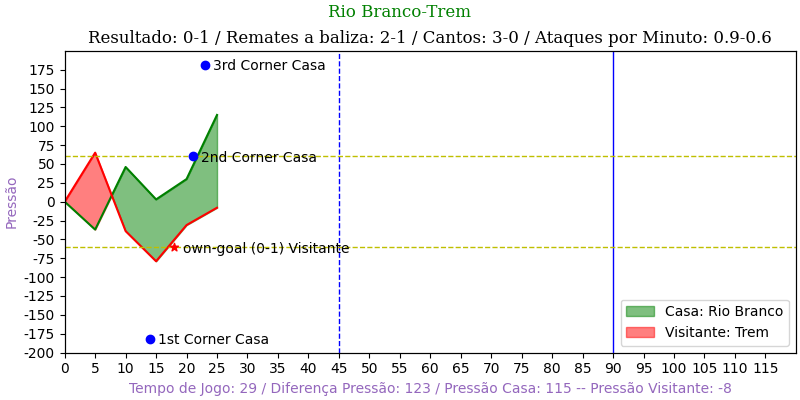 Rio Branco-Trem
Resultado: 0-1 / Remates a baliza: 2-1 / Cantos: 3-0 / Ataques por Minuto: 0.9-0.6
175
150
125
100
75
50
25
0
-25
-50
-75
-100
-125
-150
-175
-200
Pressão
3rd Corner Casa
2nd Corner Casa
own-goal (0-1) Visitante
1st Corner Casa
Casa: Rio Branco
Visitante: Trem
0 5 10 15 20 25 30 35 40 45 50 55 60 65 70 75 80 85 90 95 100 105 110 115
Tempo de Jogo: 29 / Diferença Pressão: 123 / Pressão Casa: 115 -- Pressão Visitante: -8